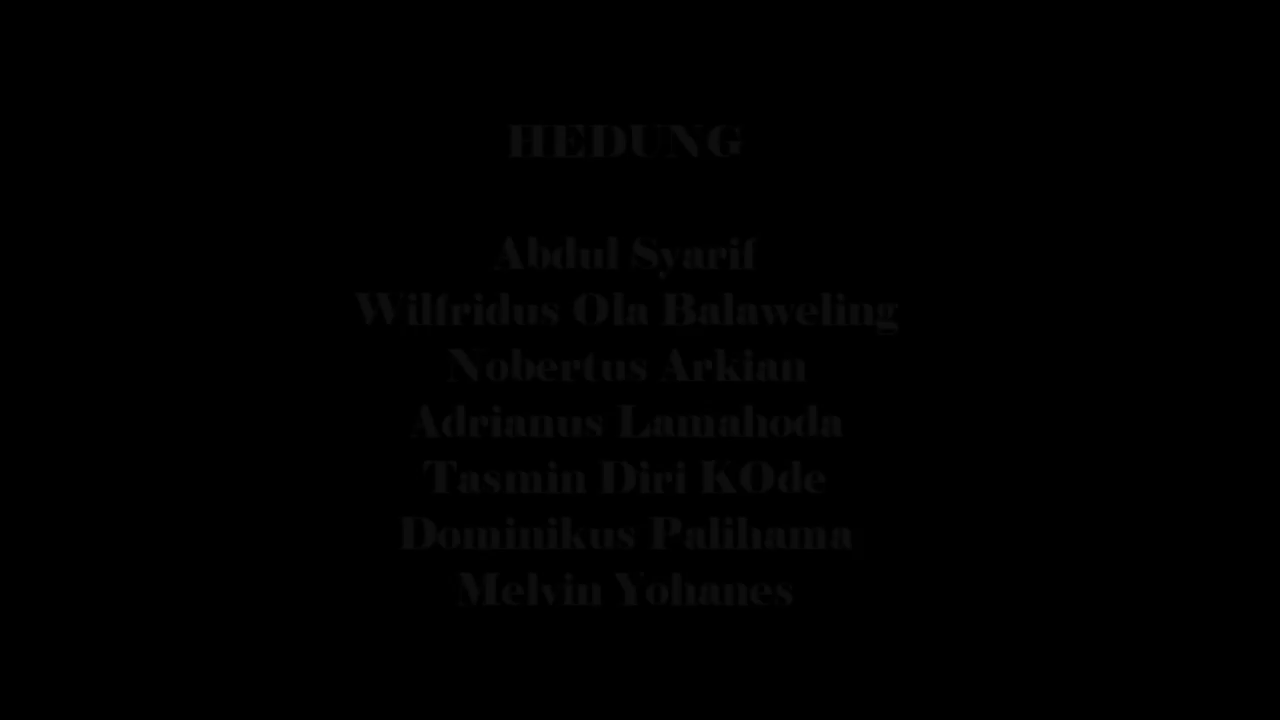 HEDUNG
Abdul Syarif
Wilfridus Ola Balaweling
Nobertus Arkian
Adrianus Lamahoda
Tasmin Diri KOde
Dominikus Palihama
Melvin Yohanes